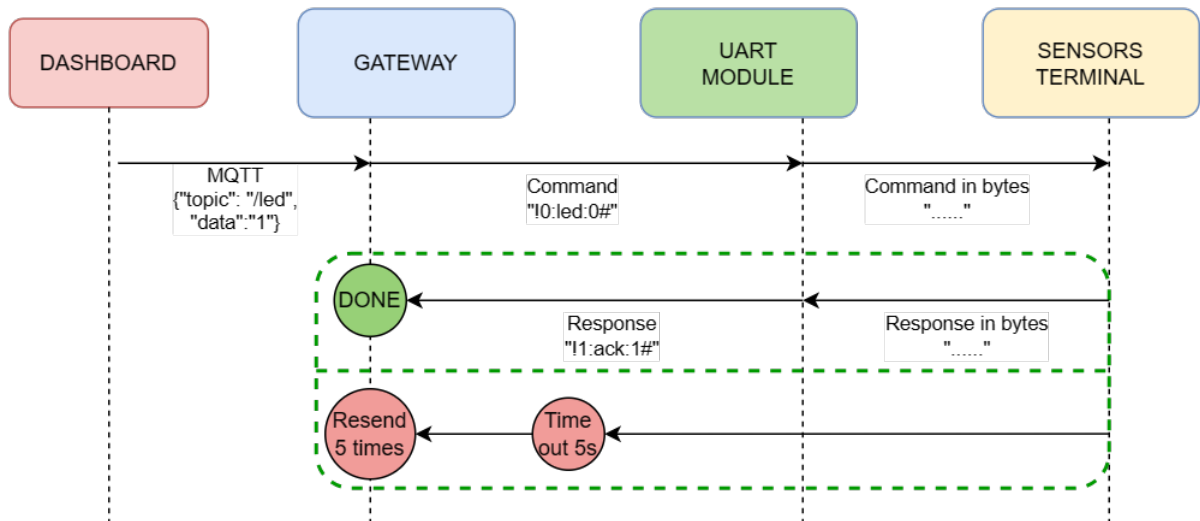 DASHBOARD
GATEWAY
UART
MODULE
SENSORS
TERMINAL
MQTT
{"topic": "/led",
"data":"1"}
Command
"!0:led:0#"
Command in bytes
"......"
DONE
Response
"!1:ack:1#"
Response in bytes
"......"
Resend
5 times
Time
out 5s